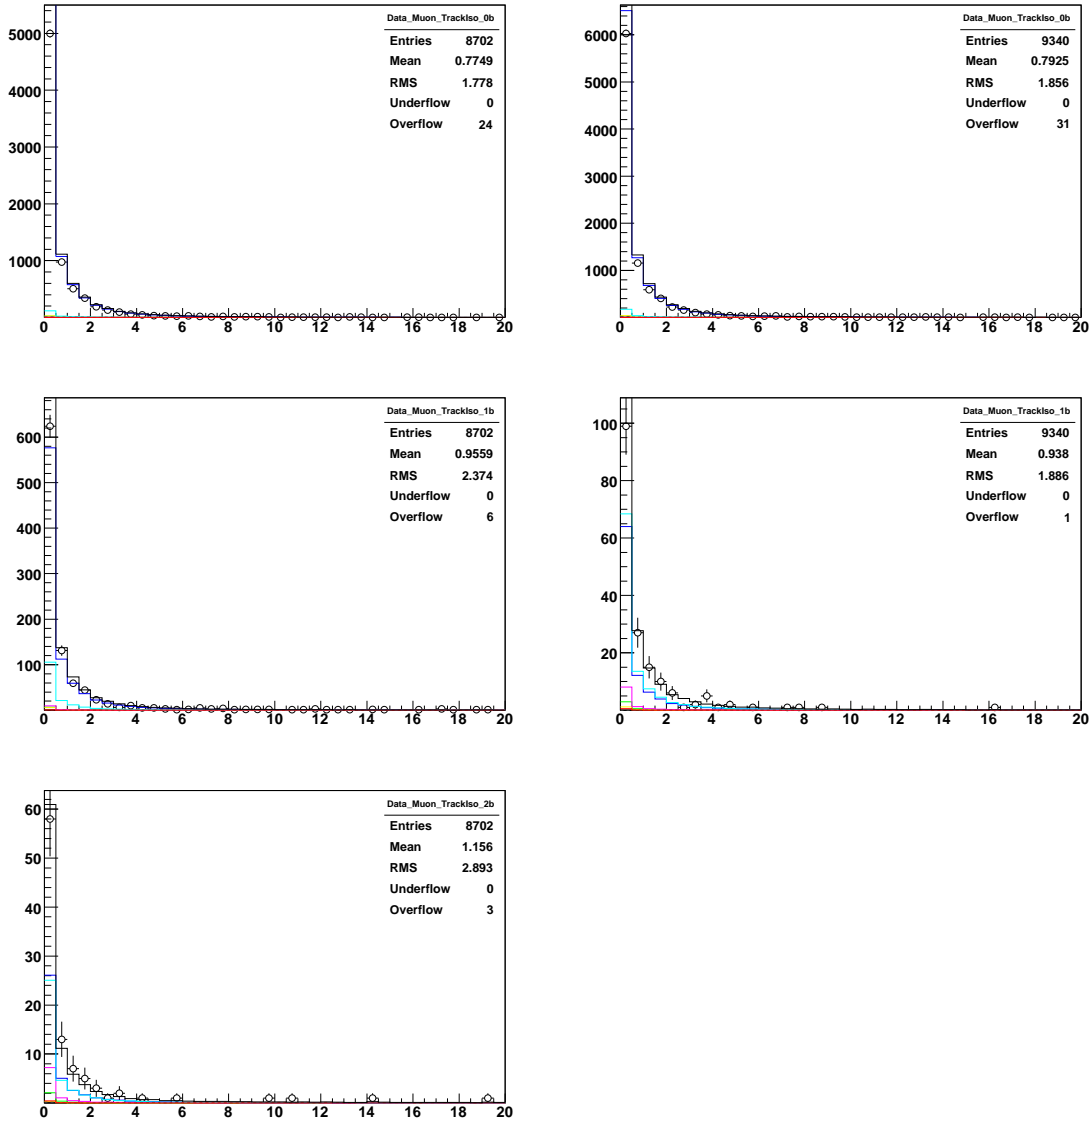 Data_Muon_TrackIso_0b
Entries 8702
Mean 0.7749
RMS 1.778
Underflow 0
Overflow 24
5000
4000
3000
2000
1000
0 2 4 6 8 10 12 14 16 18 20
Data_Muon_TrackIso_0b
Entries 9340
Mean 0.7925
RMS 1.856
Underflow 0
Overflow 31
6000
6000
4000
3000
2000
1000
0 2 4 6 8 10 12 14 16 18 20
Data_Muon_TrackIso_1b
Entries 8702
Mean 0.9559
RMS 2.374
Underflow 0
Overflow 6
600
500
400
300
200
100
0 2 4 6 8 10 12 14 16 18 20
Data_Muon_TrackIso_1b
Entries 9340
Mean 0.938
RMS 1.886
Underflow 0
Overflow 1
100
80
60
40
20
0 2 4 6 8 10 12 14 16 18 20
Data_Muon_TrackIso_2b
Entries 8702
Mean 1.156
RMS 2.893
Underflow 0
Overflow 3
60
50
40
30
20
10
0 2 4 6 8 10 12 14 16 18 20